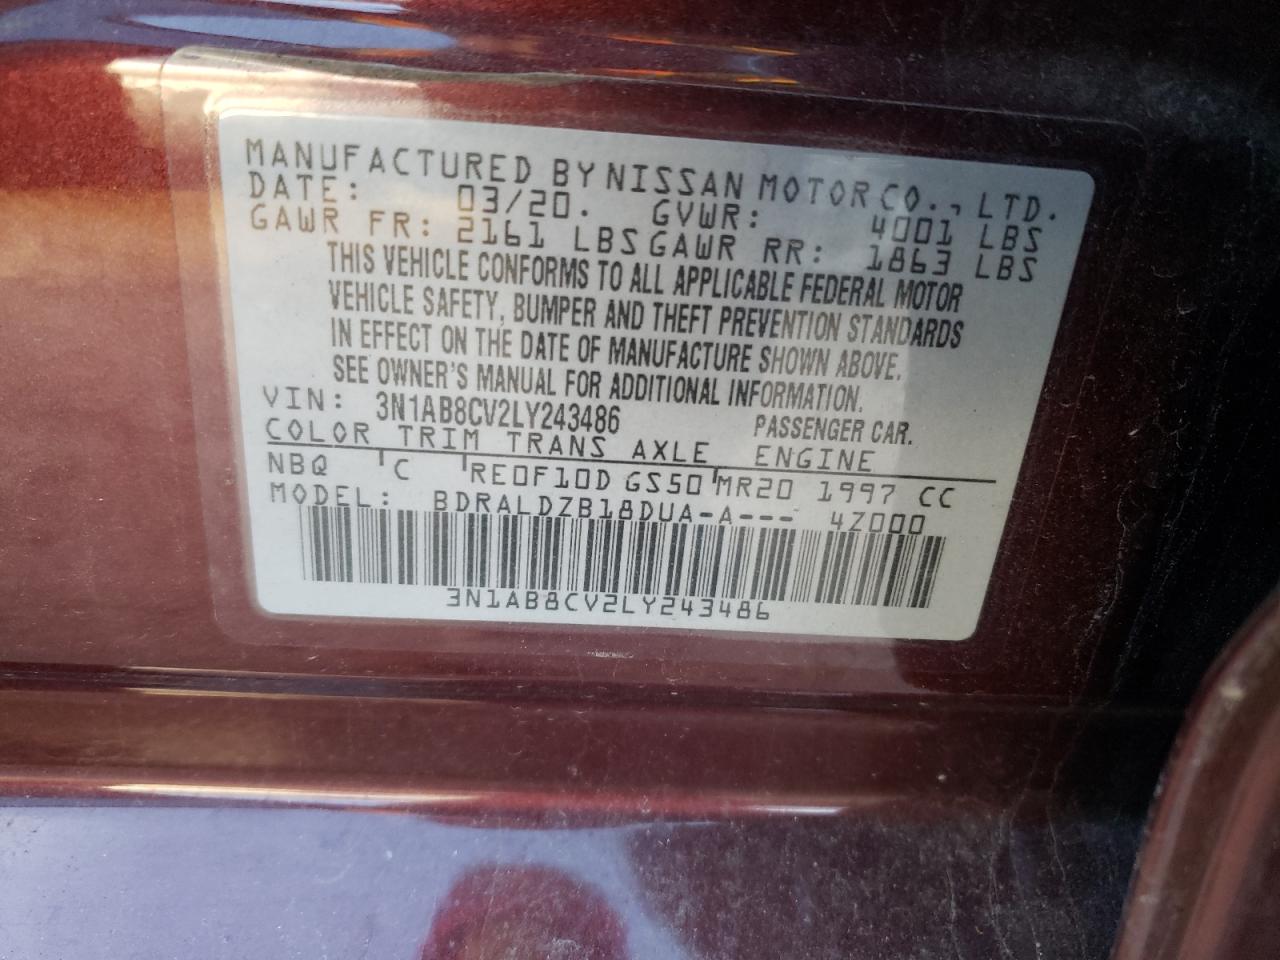 MANUFACTURED BY NISSAN MOTOR CO., LTD.
DATE: 03/20. GVWR: 4001 LBS
GAWR FR: 2161 LBS GAWR RR: 1863 LBS
THIS VEHICLE CONFORMS TO ALL APPLICABLE FEDERAL MOTOR
VEHICLE SAFETY, BUMPER AND THEFT PREVENTION STANDARDS
IN EFFECT ON THE DATE OF MANUFACTURE SHOWN ABOVE.
SEE OWNER'S MANUAL FOR ADDITIONAL INFORMATION.
VIN: 3N1AB8CV2LY243486 PASSENGER CAR.
COLOR TRIM TRANS AXLE ENGINE
NBQ C RE0F10D GS50 MR20 1997 CC
MODEL: BDRALDZB18DUA-A--- 4Z000
3N1AB8CV2LY243486